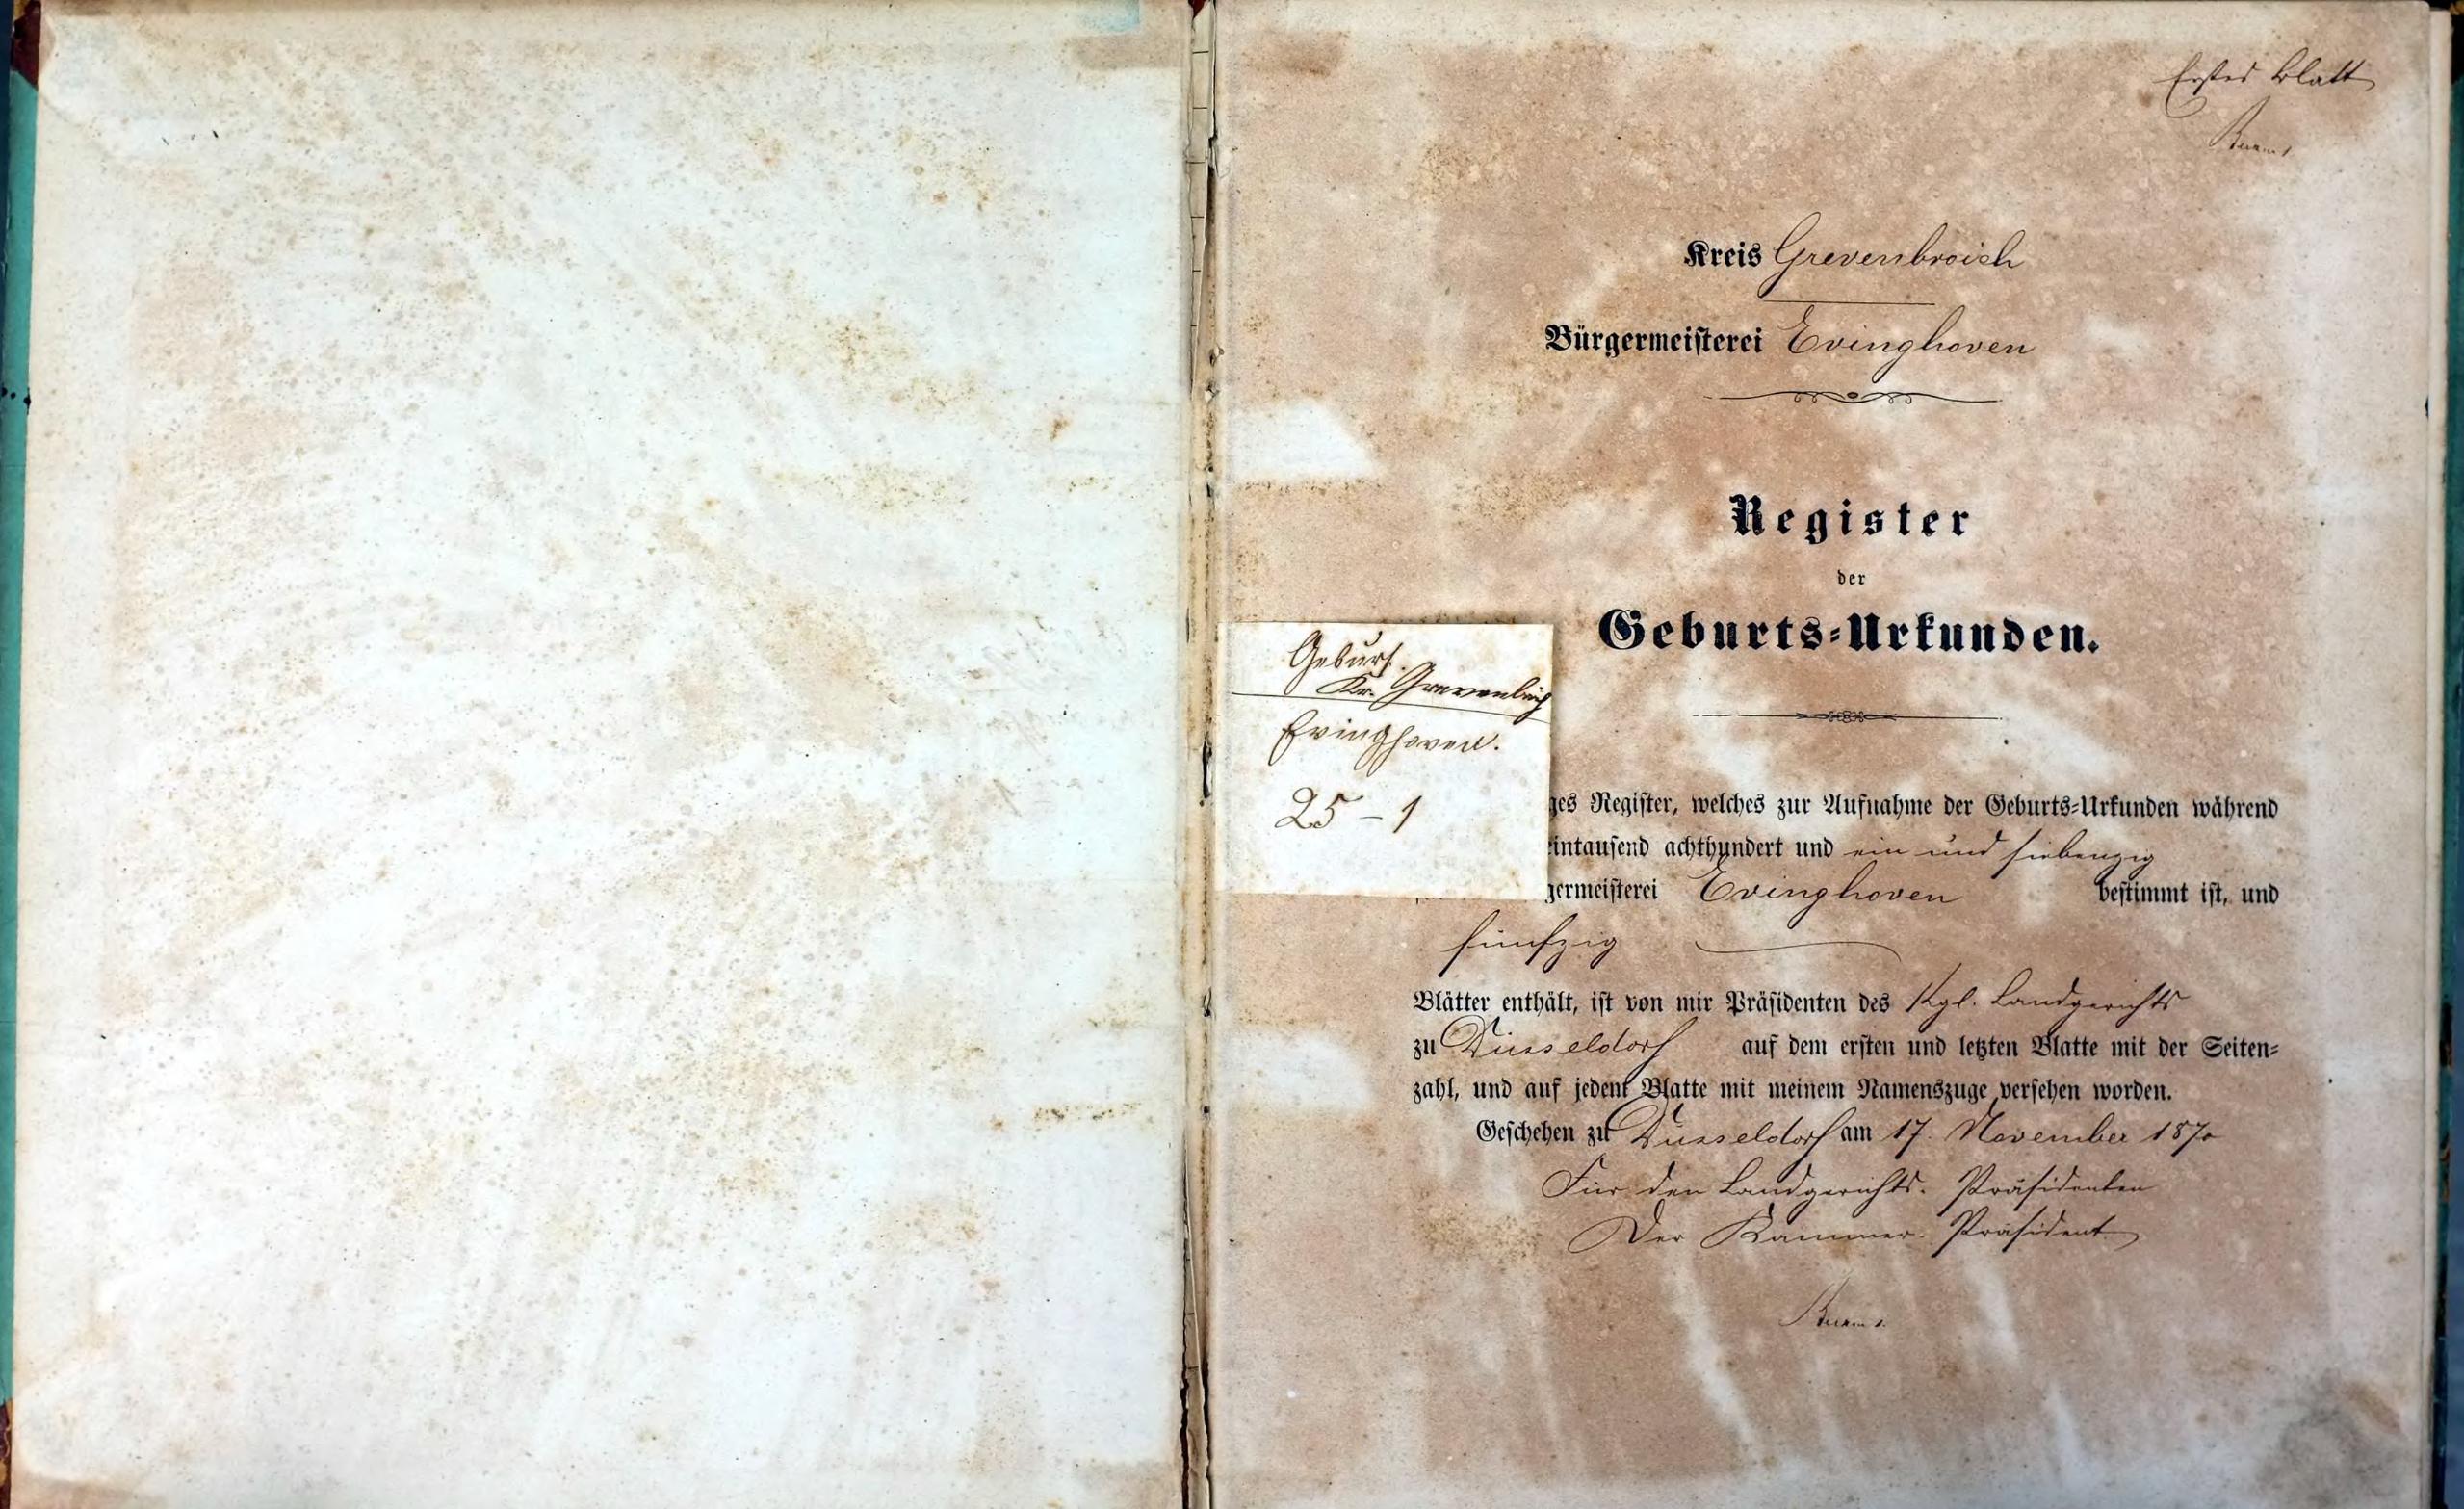 Erstes Blatt
Kreis Grevenbroich
Bürgermeisterei Evinghoven
Register
der
Geburts-Urkunden.
Geburt.
Kr. Grevenbroich
Evinghoven.
25 - 1
ges Register, welches zur Aufnahme der Geburts-Urkunden während
eintausend achthundert und ein und siebenzig
germeisterei Evinghoven bestimmt ist, und
fünfzig
Blätter enthält, ist von mir Präsidenten des Kgl. Landgerichts
zu Düsseldorf auf dem ersten und letzten Blatte mit der Seiten-
zahl, und auf jedem Blatte mit meinem Namenszuge versehen worden.
Geschehen zu Düsseldorf am 17. November 1870
Für den Landgerichts-Präsidenten
Der Kammer-Präsident